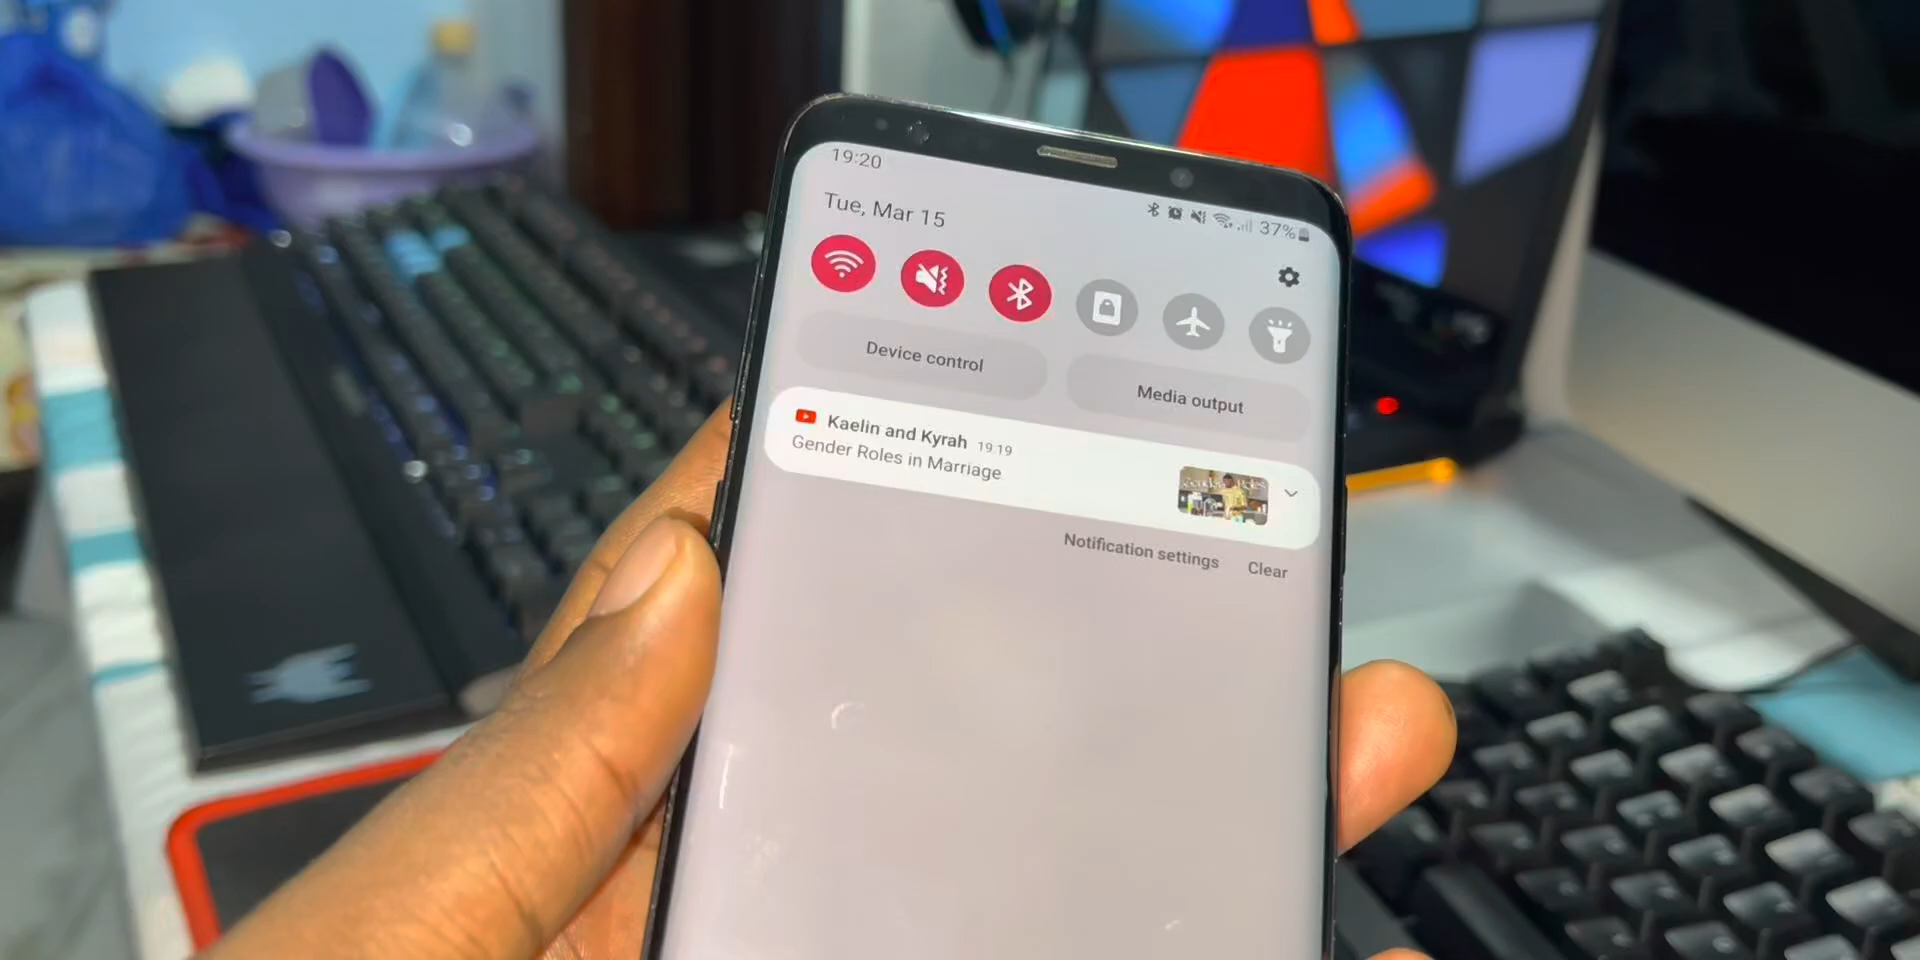 19:20
37%
Tue, Mar 15
Device control
Media output
Kaelin and Kyrah 19:19
Gender Roles in Marriage
Notification settings
Clear